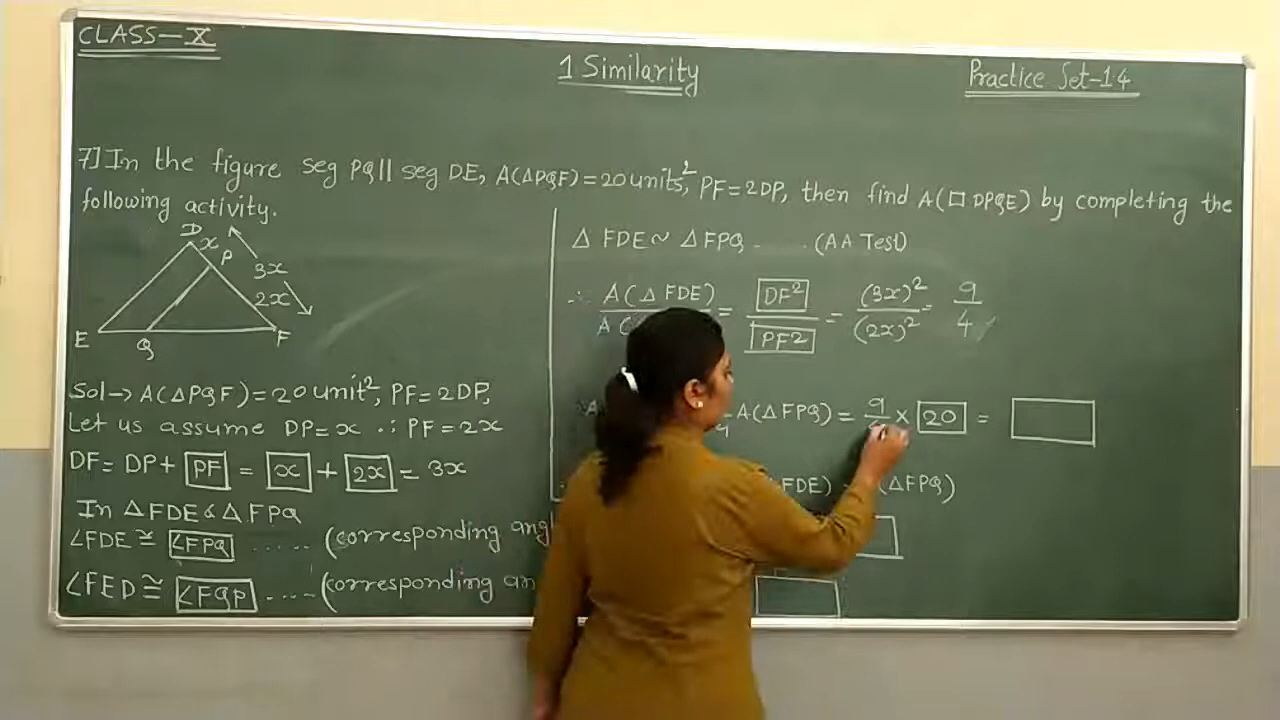 CLASS—X
1 Similarity
Practice Set-14
7] In the figure seg PQ || seg DE, A(△PQF) = 20 units², PF = 2DP, then find A(□ DPQE) by completing the
following activity.
D
x
P
3x
2x
E
Q
F
Sol→ A(△PQF) = 20 unit², PF = 2DP,
Let us assume DP = x ∴ PF = 2x
DF = DP + PF = x + 2x = 3x
In △FDE & △FPQ
∠FDE ≅ ∠FPQ ..... (corresponding
∠FED ≅ ∠FQP .... (corresponding
△ FDE ~ △FPQ . ..... (AA Test)
∴ A(△FDE) / A( = DF² / PF² = (3x)² / (2x)² = 9/4
A(△FPQ) = 9/4 × 20 =
FDE) (△FPQ)